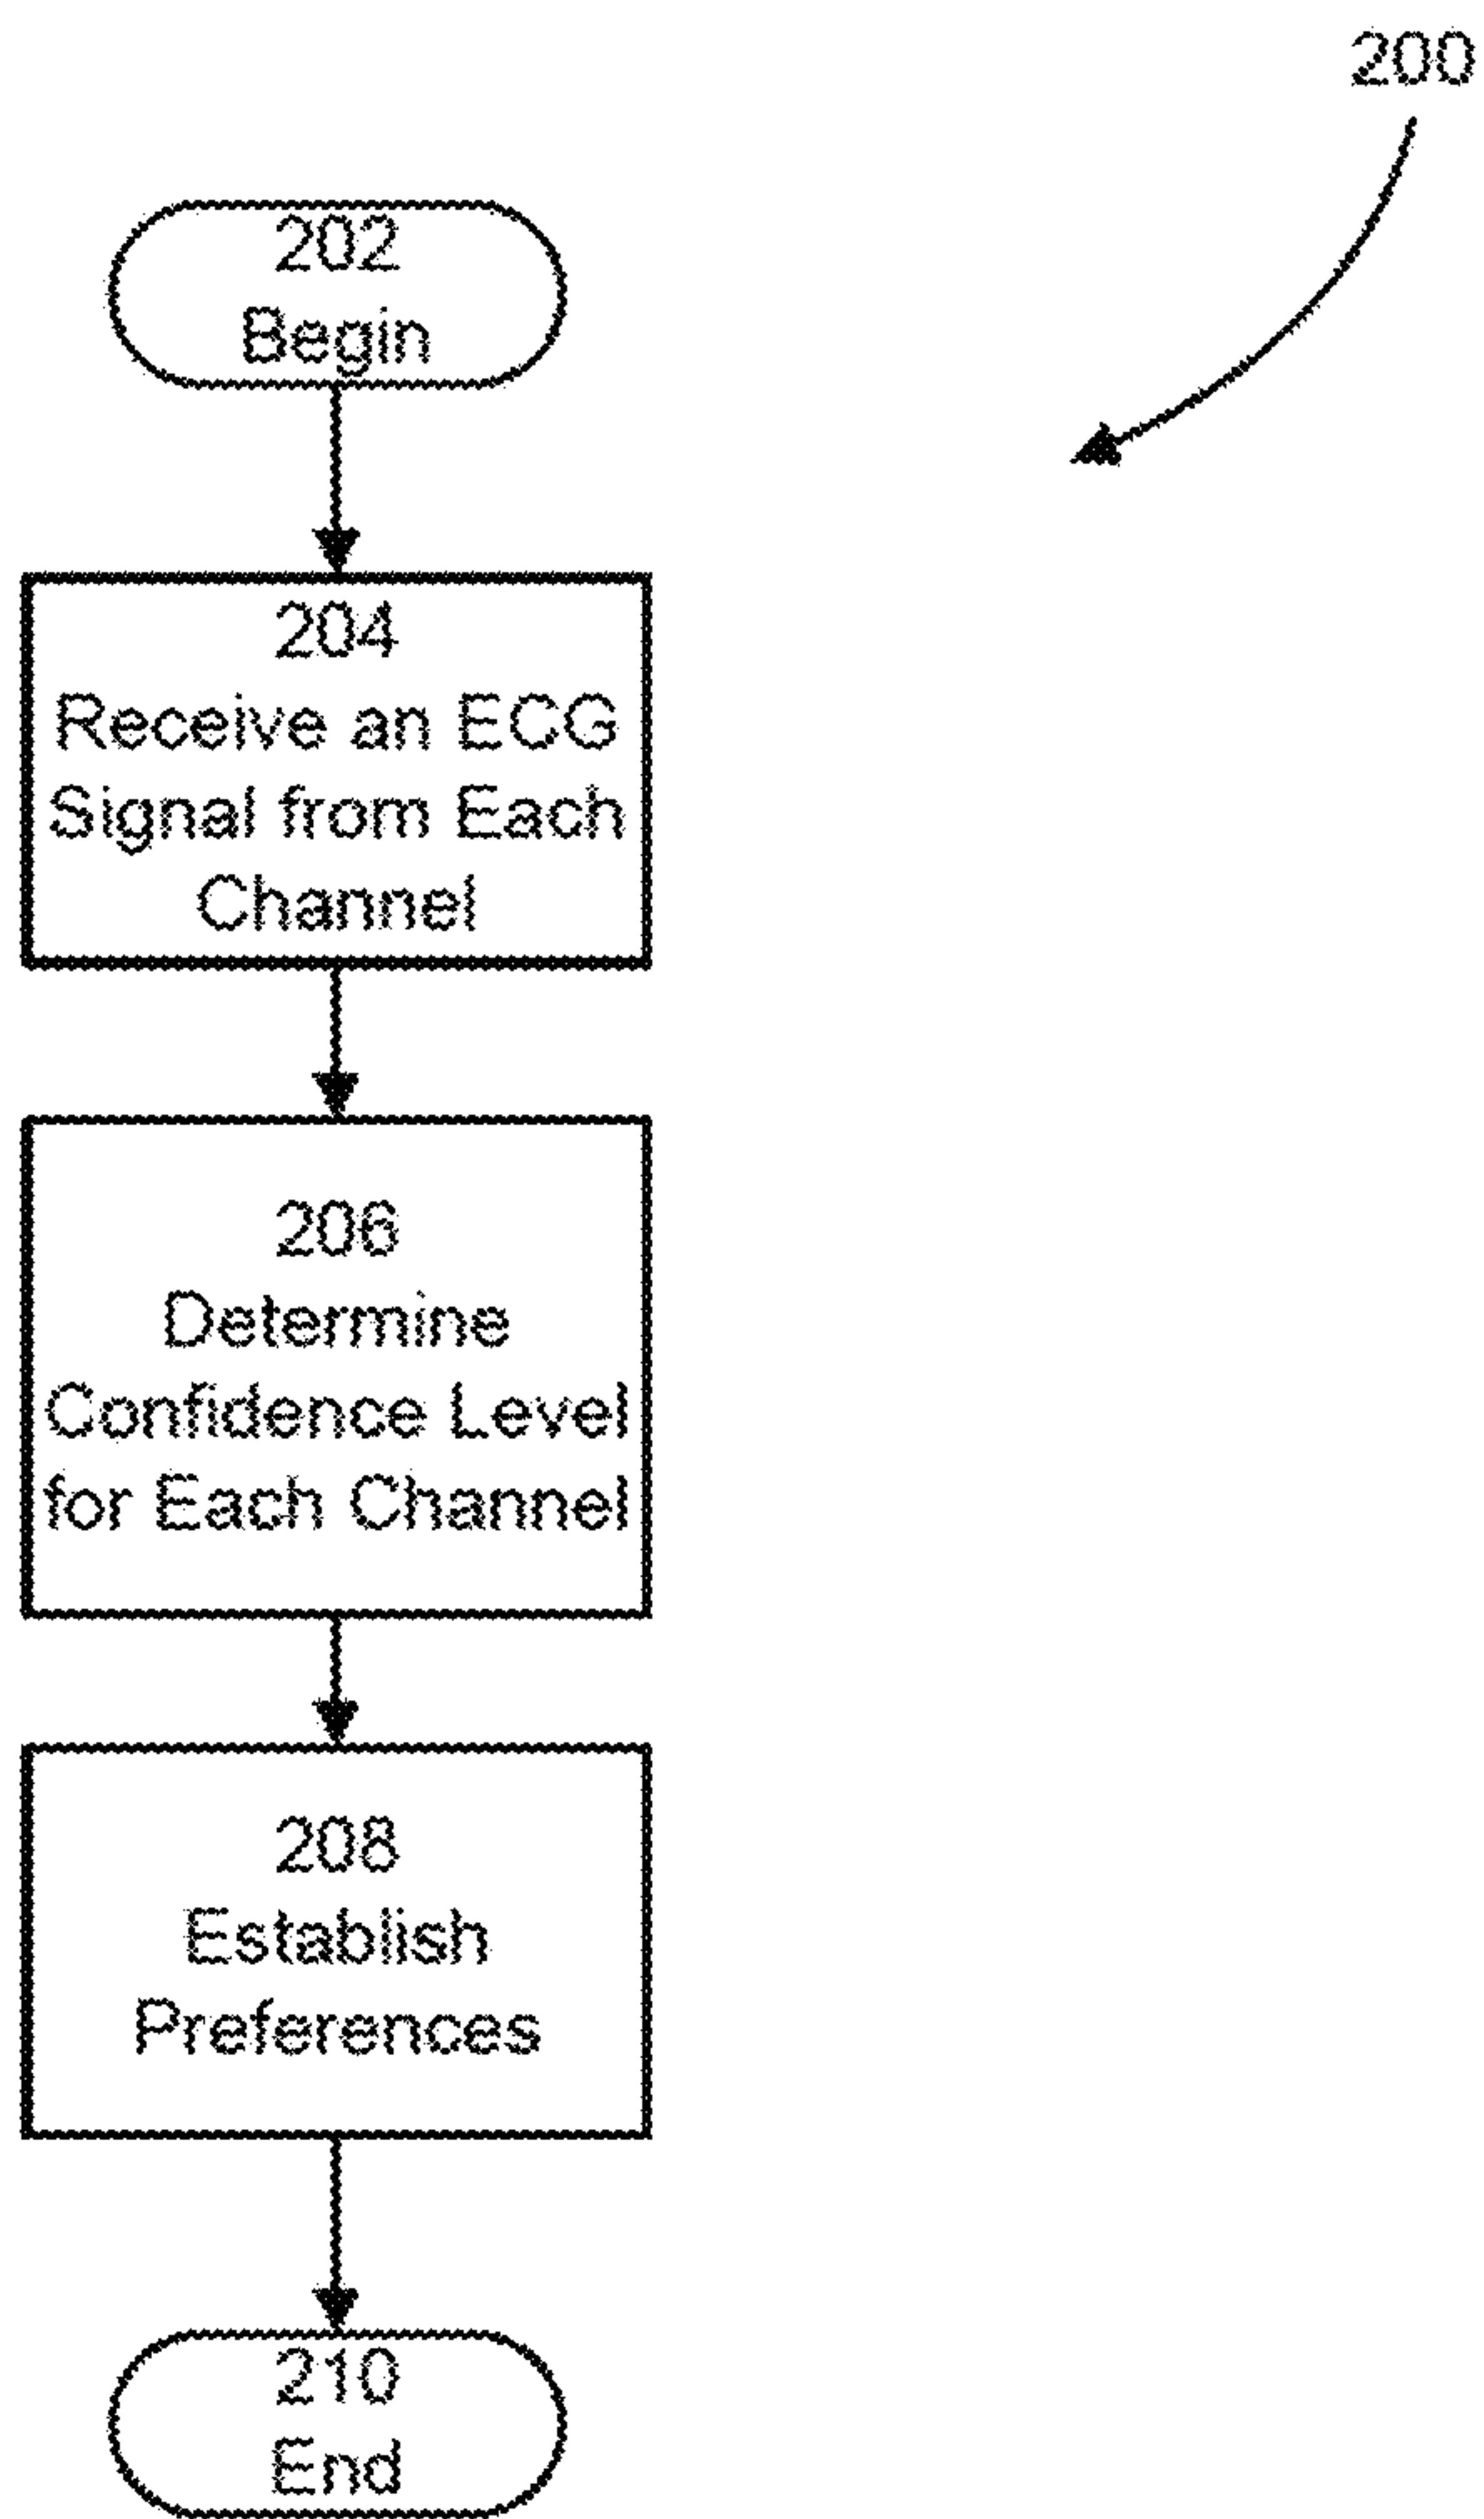 200
202
Begin
204
Receive an ECG
Signal from Each
Channel
206
Determine
Confidence Level
for Each Channel
208
Establish
Preferences
210
End